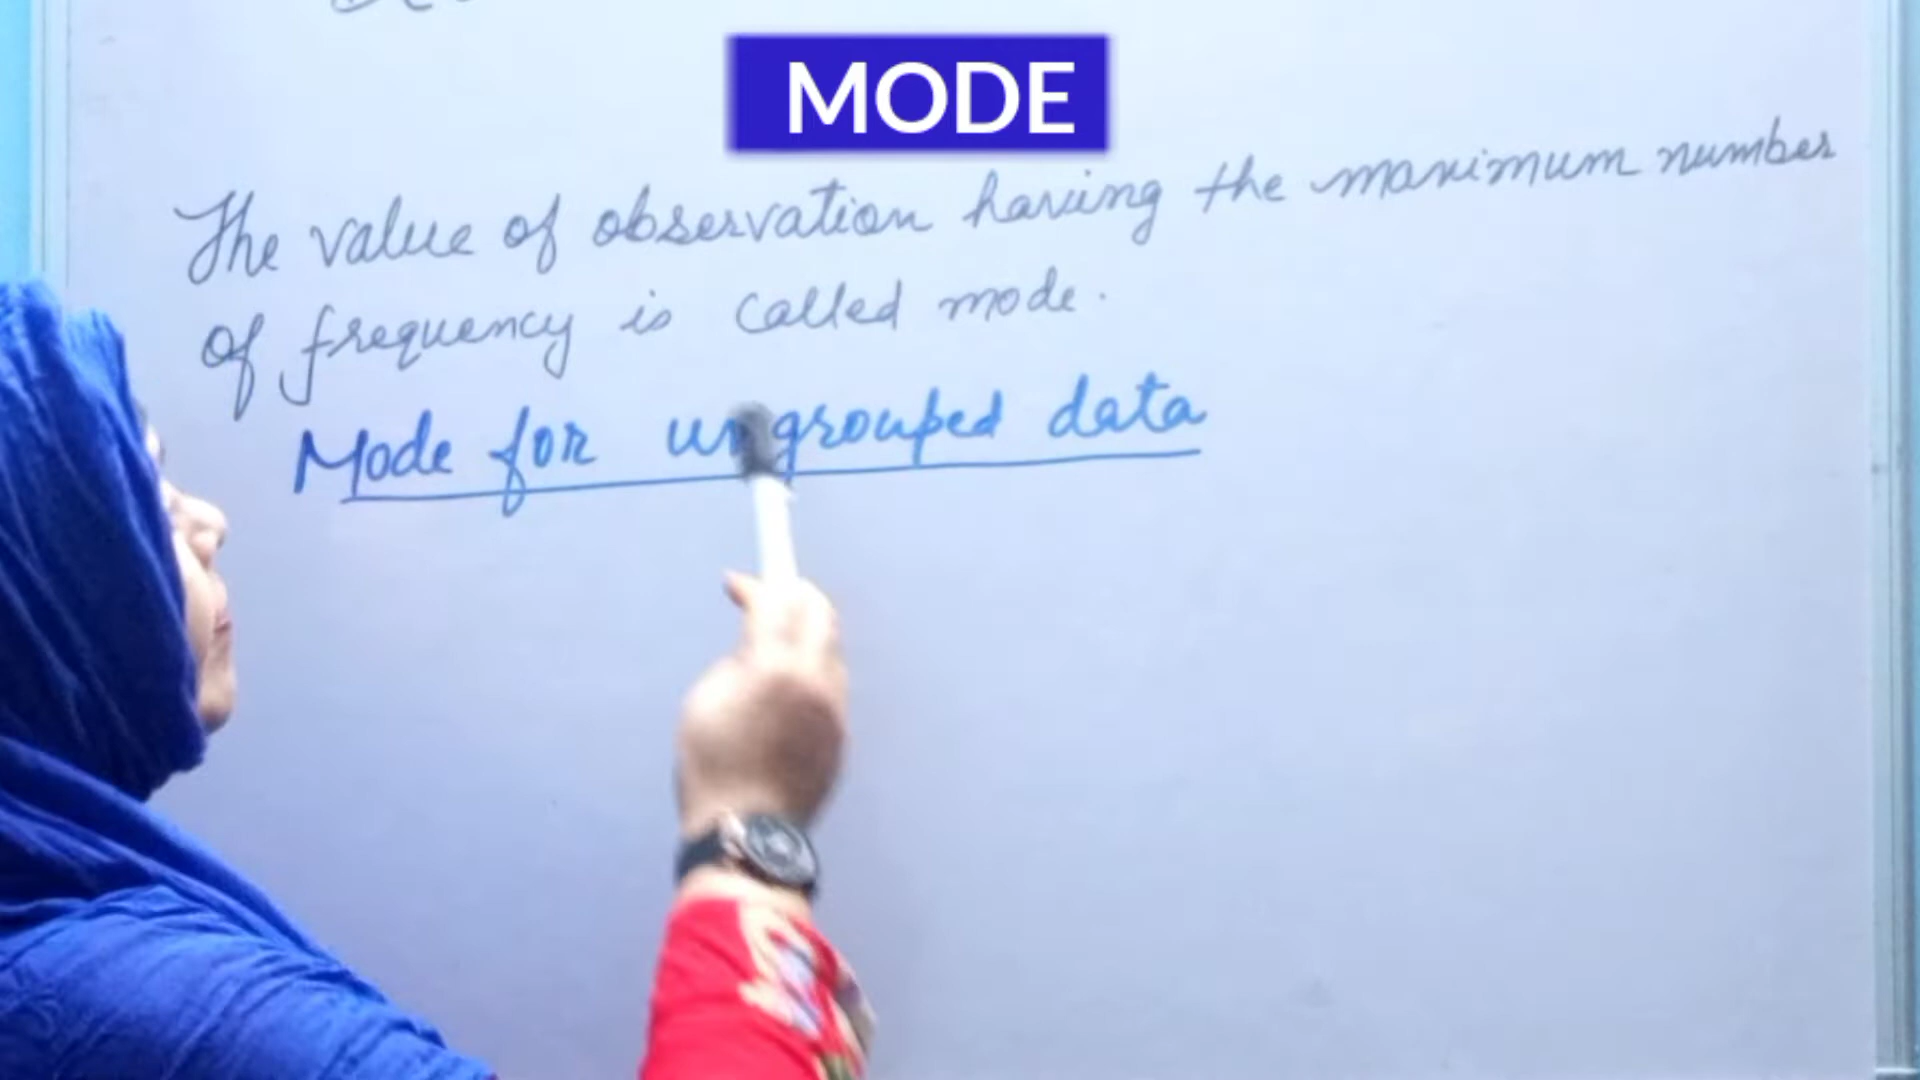 MODE
The value of observation having the maximum number
of frequency is called mode.
Mode for ungrouped data